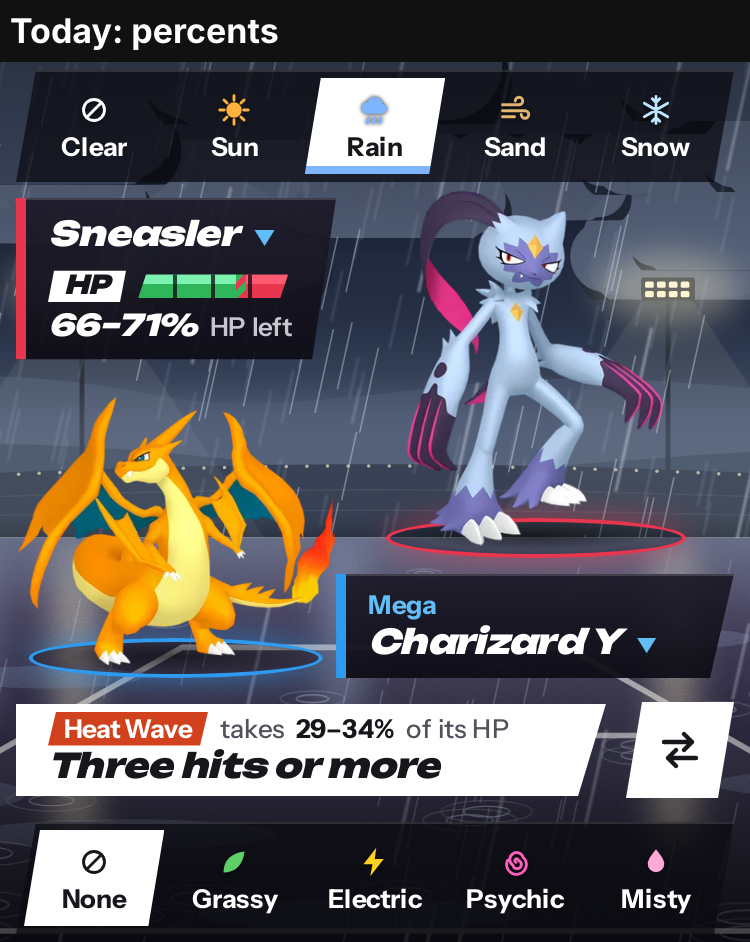 Today: percents
Clear
Sun
Rain
Sand
Snow
Sneasler
HP
66–71% HP left
Mega
Charizard Y
Heat Wave takes 29–34% of its HP
Three hits or more
None
Grassy
Electric
Psychic
Misty